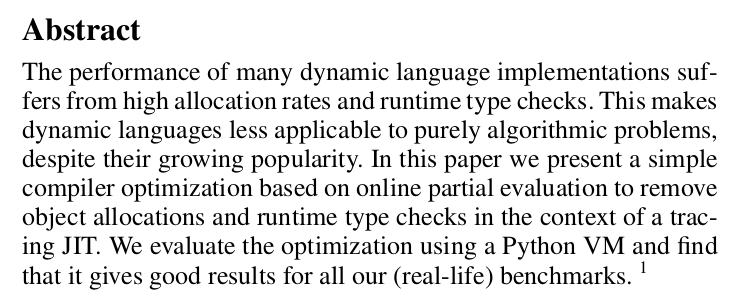 Abstract
The performance of many dynamic language implementations suf-
fers from high allocation rates and runtime type checks. This makes
dynamic languages less applicable to purely algorithmic problems,
despite their growing popularity. In this paper we present a simple
compiler optimization based on online partial evaluation to remove
object allocations and runtime type checks in the context of a trac-
ing JIT. We evaluate the optimization using a Python VM and find
that it gives good results for all our (real-life) benchmarks. 1